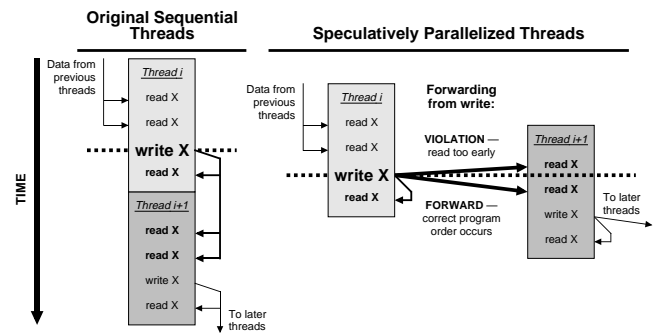 Original Sequential
Threads
Data from
previous
threads
Thread i
read X
read X
write X
read X
Thread i+1
read X
read X
write X
read X
To later
threads
TIME
Speculatively Parallelized Threads
Data from
previous
threads
Thread i
read X
read X
write X
read X
Forwarding
from write:
VIOLATION —
read too early
FORWARD —
correct program
order occurs
Thread i+1
read X
read X
write X
read X
To later
threads